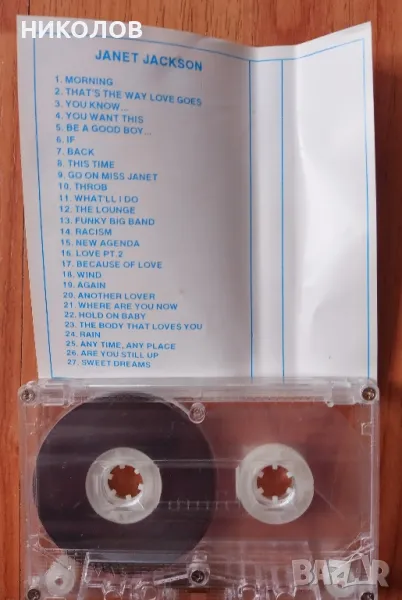 НИКОЛОВ
JANET JACKSON
1. MORNING
2. THAT'S THE WAY LOVE GOES
3. YOU KNOW...
4. YOU WANT THIS
5. BE A GOOD BOY...
6. IF
7. BACK
8. THIS TIME
9. GO ON MISS JANET
10. THROB
11. WHAT'LL I DO
12. THE LOUNGE
13. FUNKY BIG BAND
14. RACISM
15. NEW AGENDA
16. LOVE PT.2
17. BECAUSE OF LOVE
18. WIND
19. AGAIN
20. ANOTHER LOVER
21. WHERE ARE YOU NOW
22. HOLD ON BABY
23. THE BODY THAT LOVES YOU
24. RAIN
25. ANY TIME, ANY PLACE
26. ARE YOU STILL UP
27. SWEET DREAMS
BAZAR